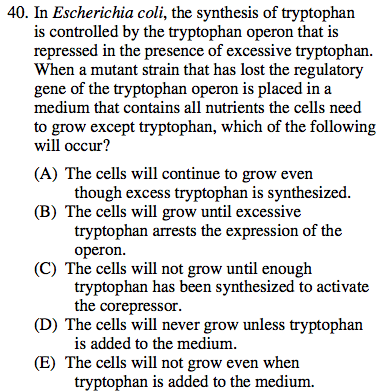 40. In Escherichia coli, the synthesis of tryptophan
is controlled by the tryptophan operon that is
repressed in the presence of excessive tryptophan.
When a mutant strain that has lost the regulatory
gene of the tryptophan operon is placed in a
medium that contains all nutrients the cells need
to grow except tryptophan, which of the following
will occur?
(A) The cells will continue to grow even
though excess tryptophan is synthesized.
(B) The cells will grow until excessive
tryptophan arrests the expression of the
operon.
(C) The cells will not grow until enough
tryptophan has been synthesized to activate
the corepressor.
(D) The cells will never grow unless tryptophan
is added to the medium.
(E) The cells will not grow even when
tryptophan is added to the medium.